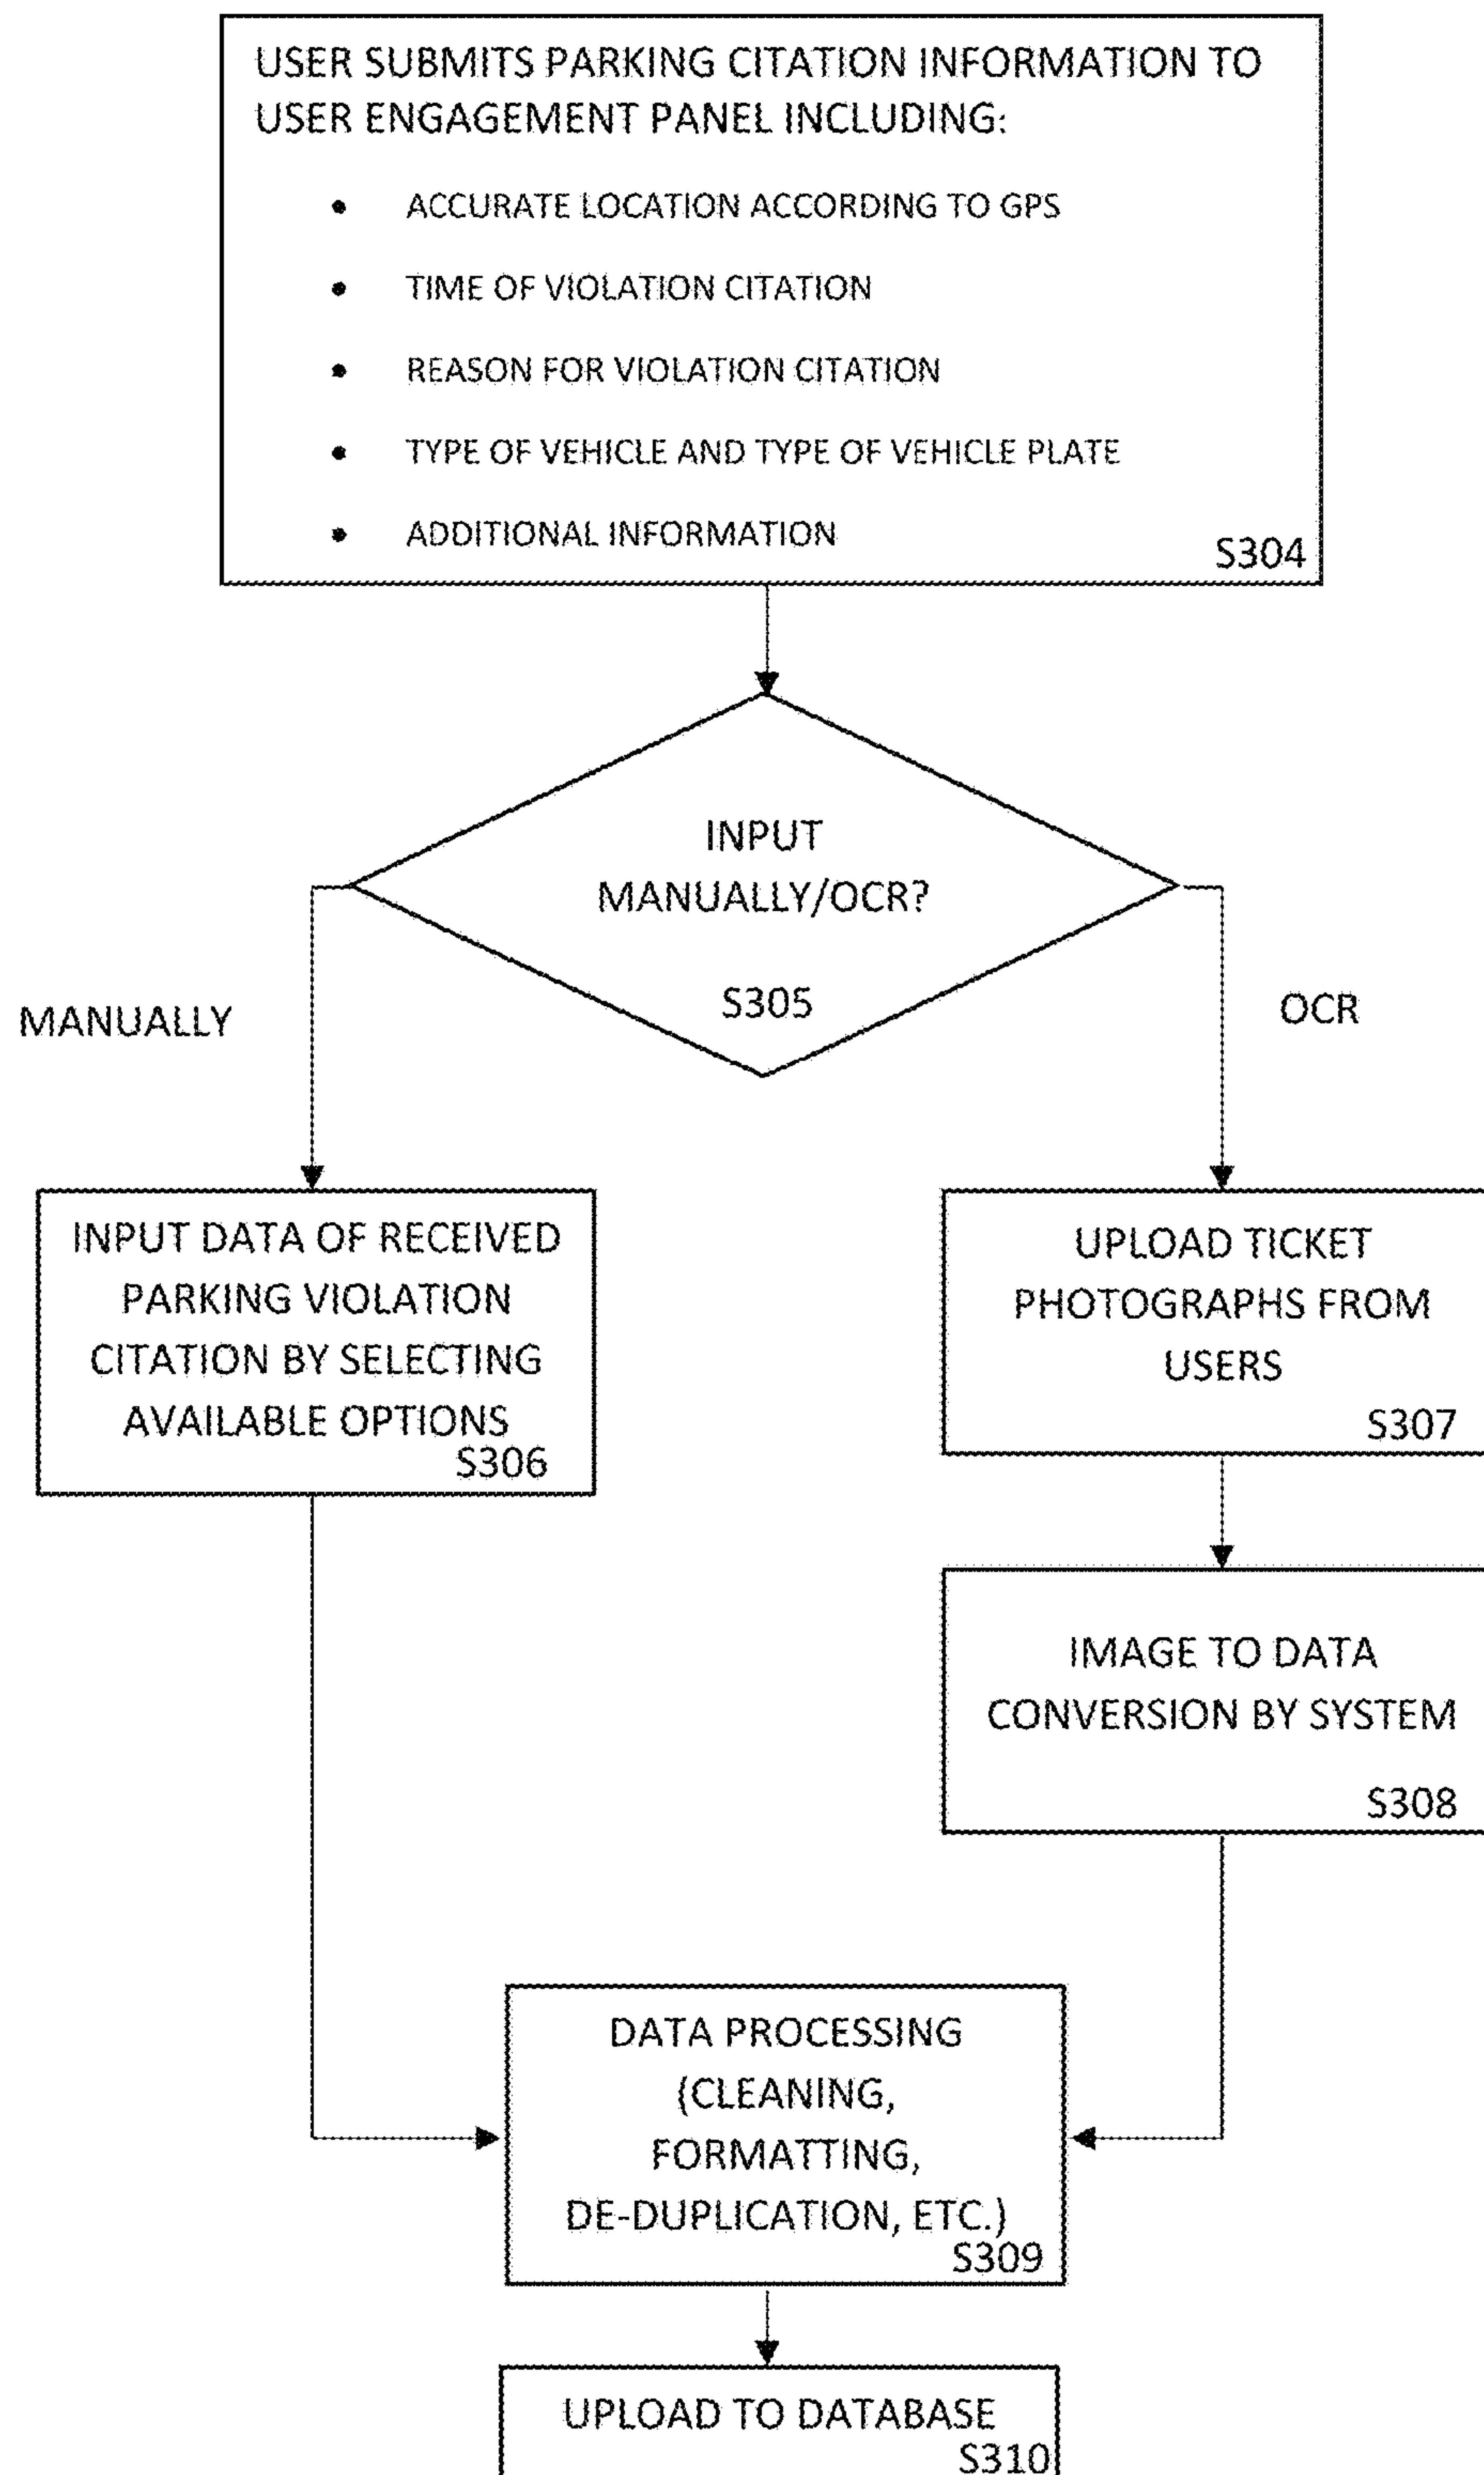 USER SUBMITS PARKING CITATION INFORMATION TO
USER ENGAGEMENT PANEL INCLUDING:
• ACCURATE LOCATION ACCORDING TO GPS
• TIME OF VIOLATION CITATION
• REASON FOR VIOLATION CITATION
• TYPE OF VEHICLE AND TYPE OF VEHICLE PLATE
• ADDITIONAL INFORMATION
S304
INPUT
MANUALLY/OCR?
S305
MANUALLY
OCR
INPUT DATA OF RECEIVED
PARKING VIOLATION
CITATION BY SELECTING
AVAILABLE OPTIONS
S306
UPLOAD TICKET
PHOTOGRAPHS FROM
USERS
S307
IMAGE TO DATA
CONVERSION BY SYSTEM
S308
DATA PROCESSING
(CLEANING,
FORMATTING,
DE-DUPLICATION, ETC.)
S309
UPLOAD TO DATABASE
S310